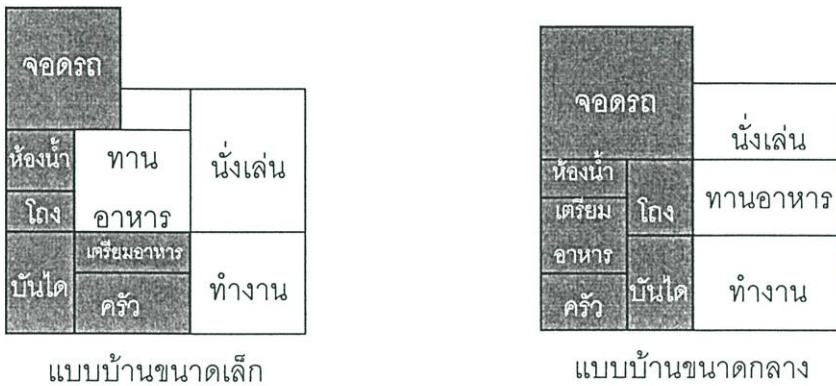 จอดรถ
ห้องน้ำ
ทาน
อาหาร
นั่งเล่น
โถง
บันได
เตรียมอาหาร
ครัว
ทำงาน
แบบบ้านขนาดเล็ก
จอดรถ
นั่งเล่น
ห้องน้ำ
เตรียม
อาหาร
โถง
ทานอาหาร
ครัว
บันได
ทำงาน
แบบบ้านขนาดกลาง